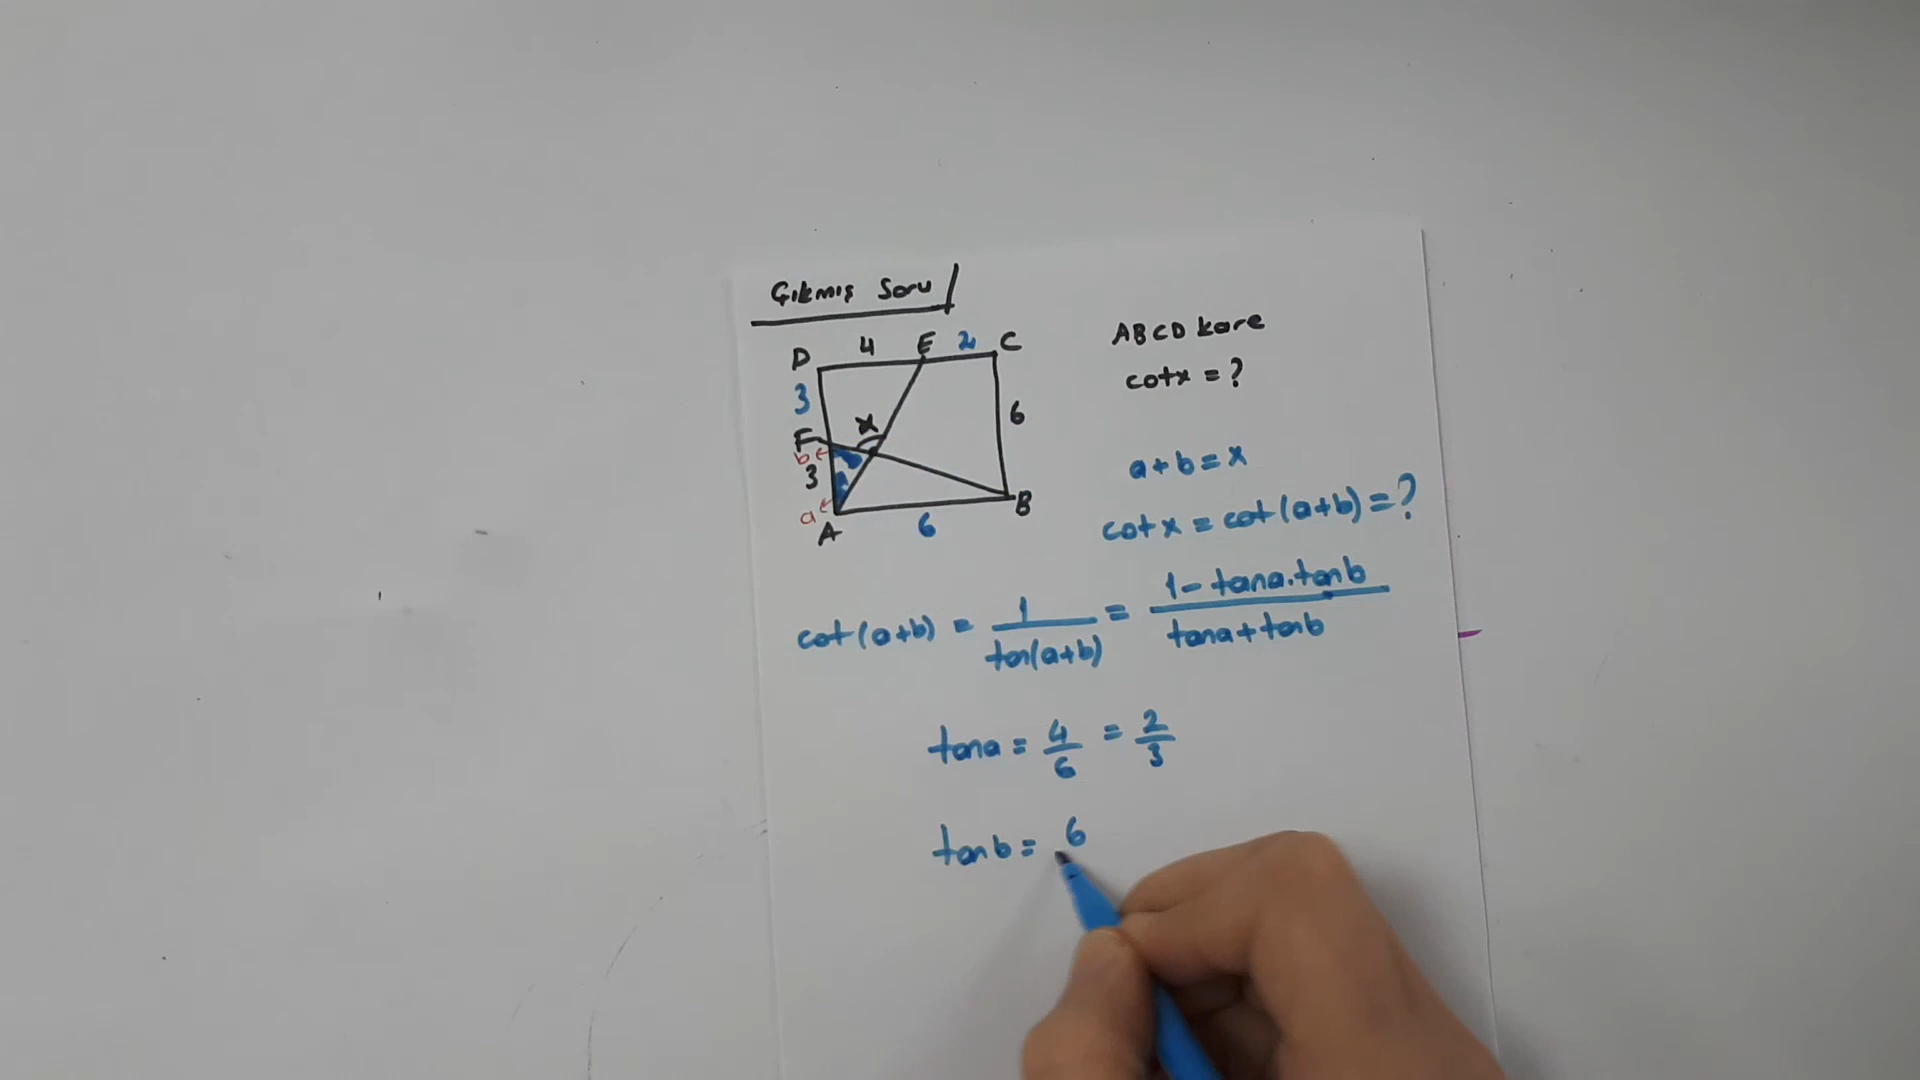 Çıkmış Soru
D 4 E 2 C
3
F x 6
b
3
a
A 6 B
ABCD kare
cotx = ?
a + b = x
cot x = cot (a+b) = ?
cot (a+b) = 1 / tan(a+b) = 1 - tana.tanb / tana + tanb
tana = 4/6 = 2/3
tanb = 6